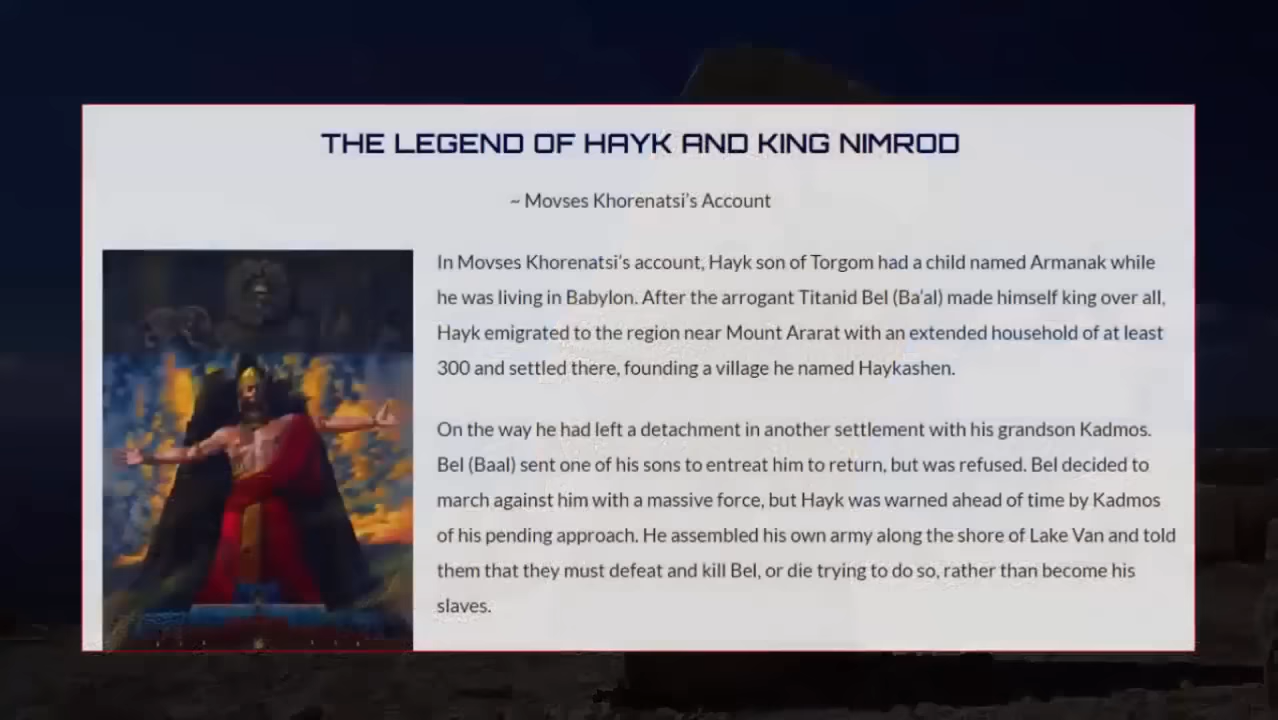 THE LEGEND OF HAYK AND KING NIMROD
~ Movses Khorenatsi's Account
In Movses Khorenatsi's account, Hayk son of Torgom had a child named Armanak while
he was living in Babylon. After the arrogant Titanid Bel (Ba'al) made himself king over all,
Hayk emigrated to the region near Mount Ararat with an extended household of at least
300 and settled there, founding a village he named Haykashen.
On the way he had left a detachment in another settlement with his grandson Kadmos.
Bel (Baal) sent one of his sons to entreat him to return, but was refused. Bel decided to
march against him with a massive force, but Hayk was warned ahead of time by Kadmos
of his pending approach. He assembled his own army along the shore of Lake Van and told
them that they must defeat and kill Bel, or die trying to do so, rather than become his
slaves.